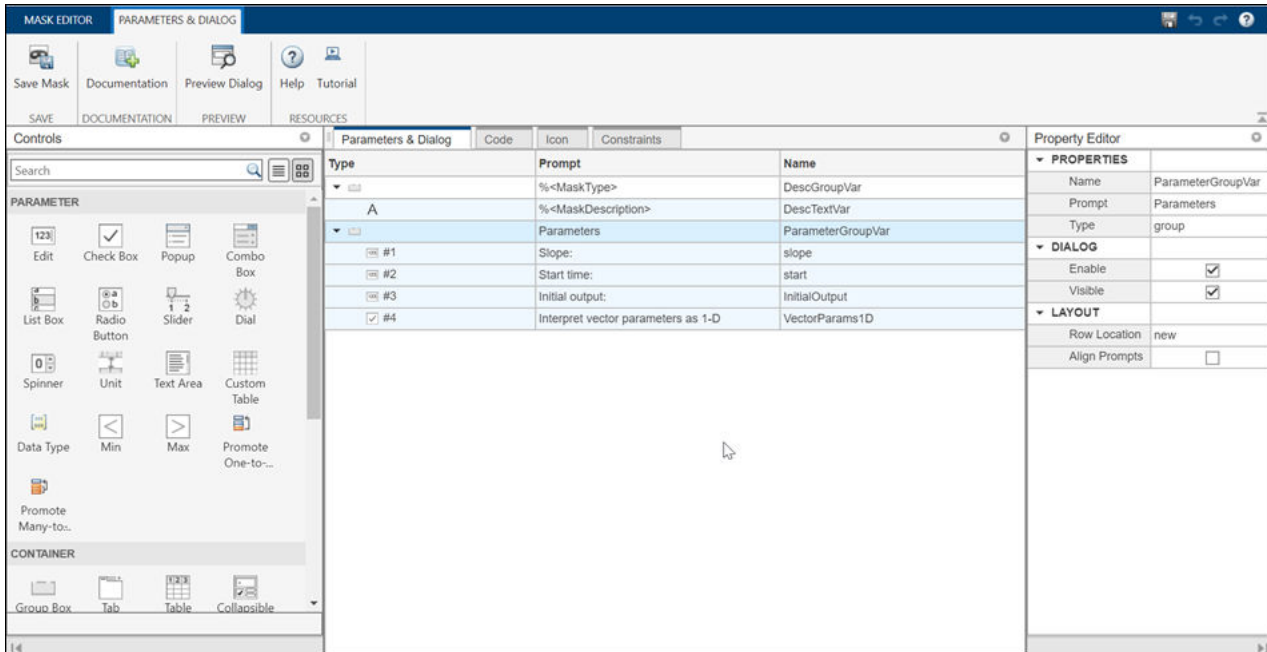 MASK EDITOR PARAMETERS & DIALOG
Save Mask Documentation Preview Dialog Help Tutorial
SAVE DOCUMENTATION PREVIEW RESOURCES
Controls
Search
PARAMETER
Edit Check Box Popup Combo Box
List Box Radio Button Slider Dial
Spinner Unit Text Area Custom Table
Data Type Min Max Promote One-to-...
Promote Many-to-...
CONTAINER
Group Box Tab Table Collapsible
Parameters & Dialog Code Icon Constraints
Type Prompt Name
%<MaskType> DescGroupVar
A %<MaskDescription> DescTextVar
Parameters ParameterGroupVar
#1 Slope: slope
#2 Start time: start
#3 Initial output: InitialOutput
#4 Interpret vector parameters as 1-D VectorParams1D
Property Editor
PROPERTIES
Name ParameterGroupVar
Prompt Parameters
Type group
DIALOG
Enable
Visible
LAYOUT
Row Location new
Align Prompts